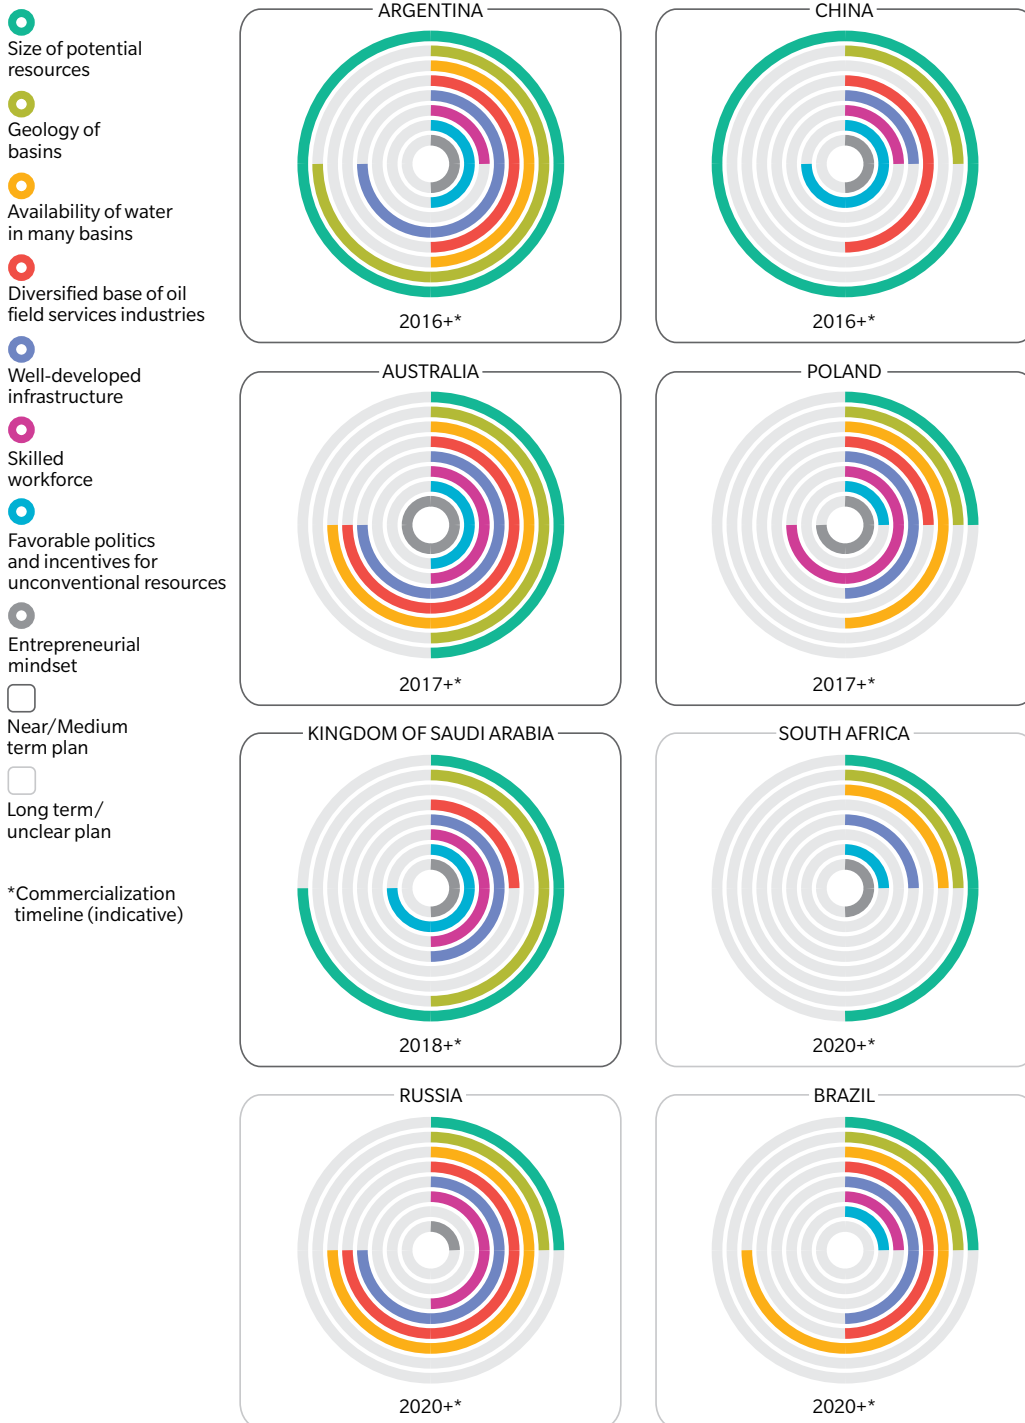 Size of potential
resources
Geology of
basins
Availability of water
in many basins
Diversified base of oil
field services industries
Well-developed
infrastructure
Skilled
workforce
Favorable politics
and incentives for
unconventional resources
Entrepreneurial
mindset
Near/Medium
term plan
Long term/
unclear plan
*Commercialization
timeline (indicative)
ARGENTINA
2016+*
CHINA
2016+*
AUSTRALIA
2017+*
POLAND
2017+*
KINGDOM OF SAUDI ARABIA
2018+*
SOUTH AFRICA
2020+*
RUSSIA
2020+*
BRAZIL
2020+*